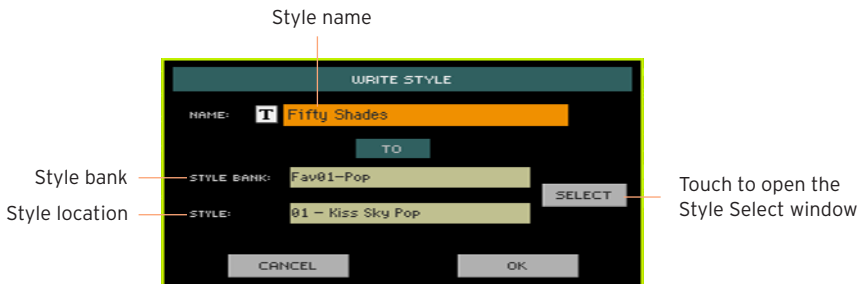 Style name
WRITE STYLE
NAME: T Fifty Shades
TO
Style bank
STYLE BANK: Fav01-Pop
SELECT
Touch to open the
Style Select window
Style location
STYLE: 01 - Kiss Sky Pop
CANCEL OK